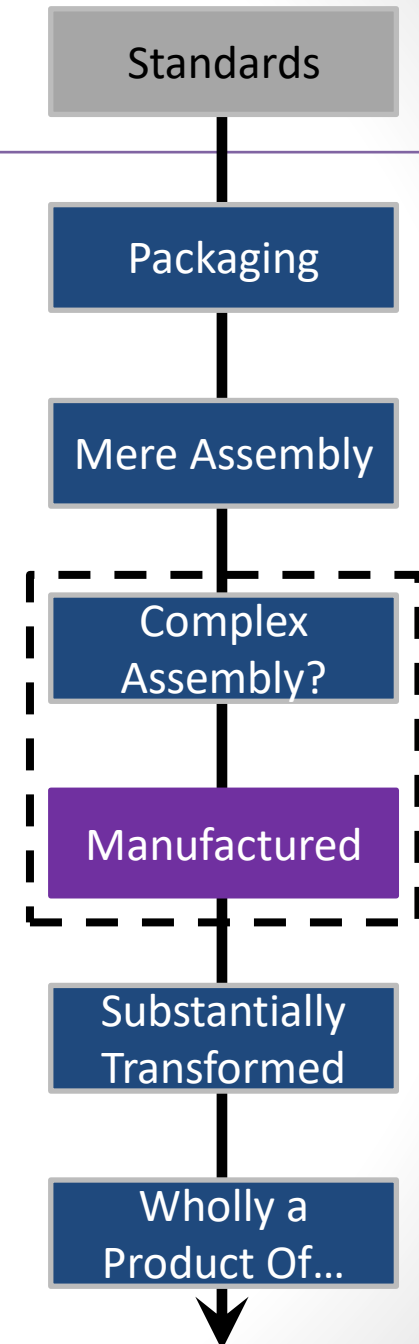 Standards
Packaging
Mere Assembly
Complex
Assembly?
Manufactured
Substantially
Transformed
Wholly a
Product Of…